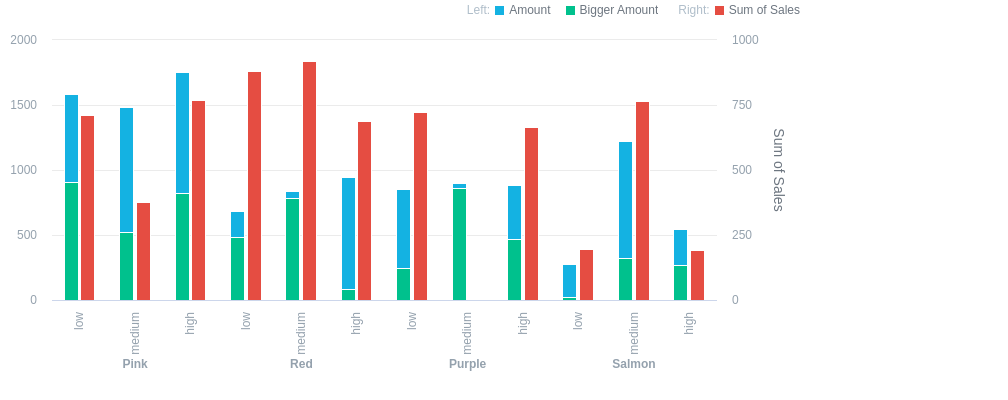 Left: Amount Bigger Amount Right: Sum of Sales
2000 1000
1500 750
1000 500
500 250
0 0
Sum of Sales
low medium high low medium high low medium high low medium high
Pink Red Purple Salmon